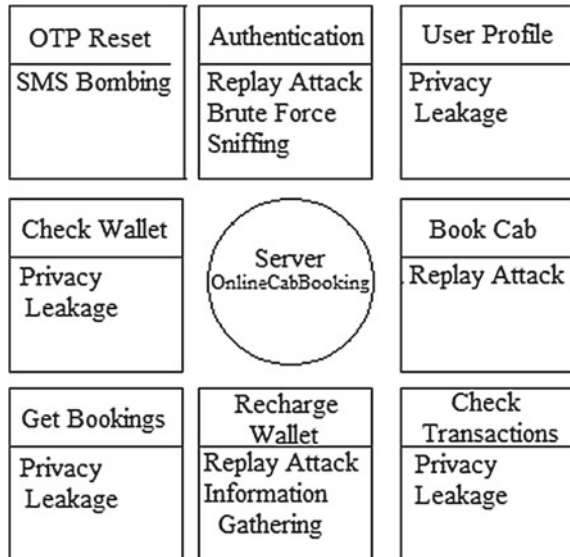 OTP Reset
SMS Bombing
Authentication
Replay Attack
Brute Force
Sniffing
User Profile
Privacy
Leakage
Check Wallet
Privacy
Leakage
Server
OnlineCabBooking
Book Cab
Replay Attack
Get Bookings
Privacy
Leakage
Recharge
Wallet
Replay Attack
Information
Gathering
Check
Transactions
Privacy
Leakage